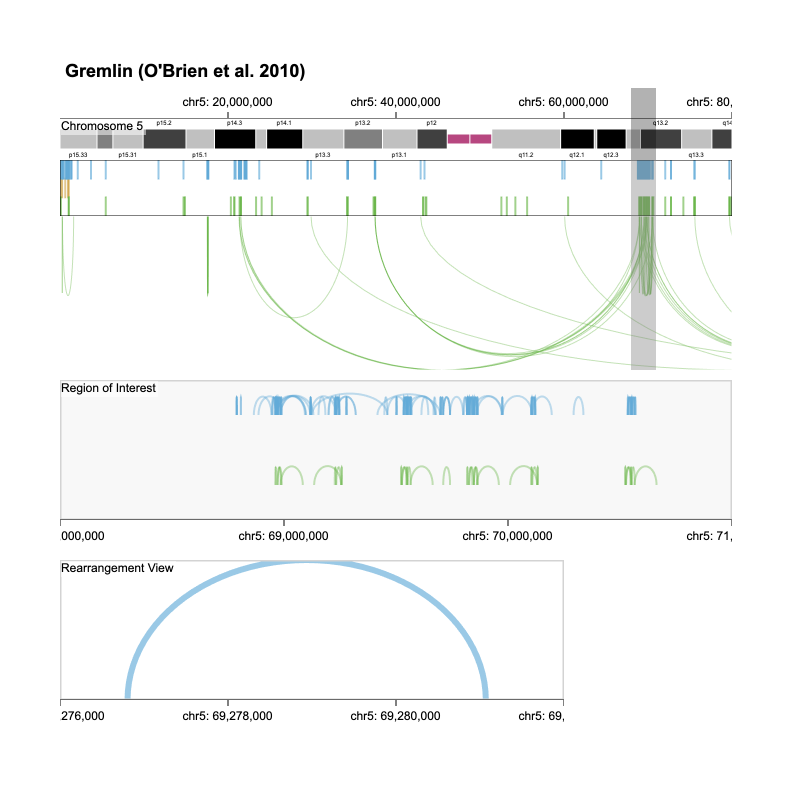 Gremlin (O'Brien et al. 2010)
chr5: 20,000,000 chr5: 40,000,000 chr5: 60,000,000 chr5: 80,
Chromosome 5 p15.2 p14.3 p14.1 p13.2 p12 q13.2 q14
p15.33 p15.31 p15.1 p13.3 p13.1 q11.2 q12.1 q12.3 q13.3
Region of Interest
000,000 chr5: 69,000,000 chr5: 70,000,000 chr5: 71,
Rearrangement View
276,000 chr5: 69,278,000 chr5: 69,280,000 chr5: 69,